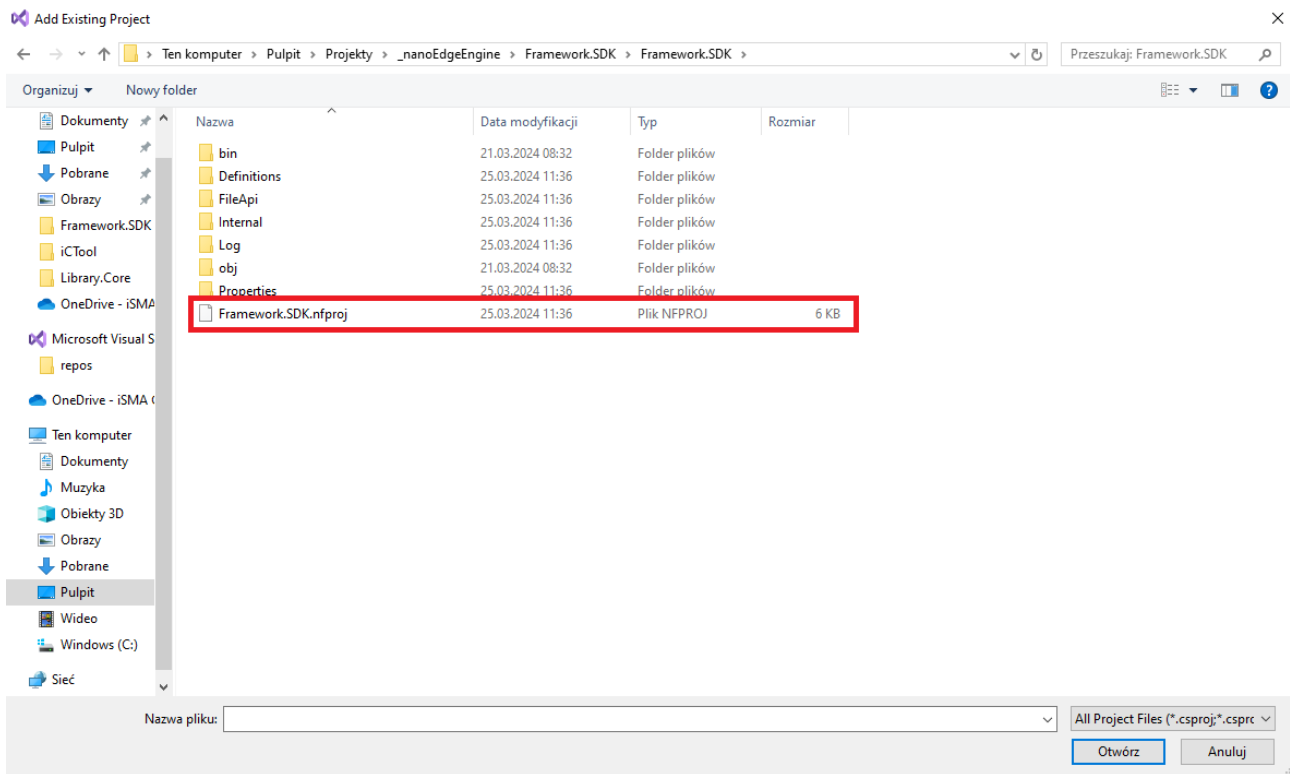 Add Existing Project
Ten komputer > Pulpit > Projekty > _nanoEdgeEngine > Framework.SDK > Framework.SDK >
Przeszukaj: Framework.SDK
Organizuj
Nowy folder
Dokumenty
Pulpit
Pobrane
Obrazy
Framework.SDK
iCTool
Library.Core
OneDrive - iSMA
Microsoft Visual S
repos
OneDrive - iSMA C
Ten komputer
Dokumenty
Muzyka
Obiekty 3D
Obrazy
Pobrane
Pulpit
Wideo
Windows (C:)
Sieć
Nazwa Data modyfikacji Typ Rozmiar
bin 21.03.2024 08:32 Folder plików
Definitions 25.03.2024 11:36 Folder plików
FileApi 25.03.2024 11:36 Folder plików
Internal 25.03.2024 11:36 Folder plików
Log 25.03.2024 11:36 Folder plików
obj 21.03.2024 08:32 Folder plików
Properties 25.03.2024 11:36 Folder plików
Framework.SDK.nfproj 25.03.2024 11:36 Plik NFPROJ 6 KB
Nazwa pliku:
All Project Files (*.csproj;*.cspro
Otwórz
Anuluj